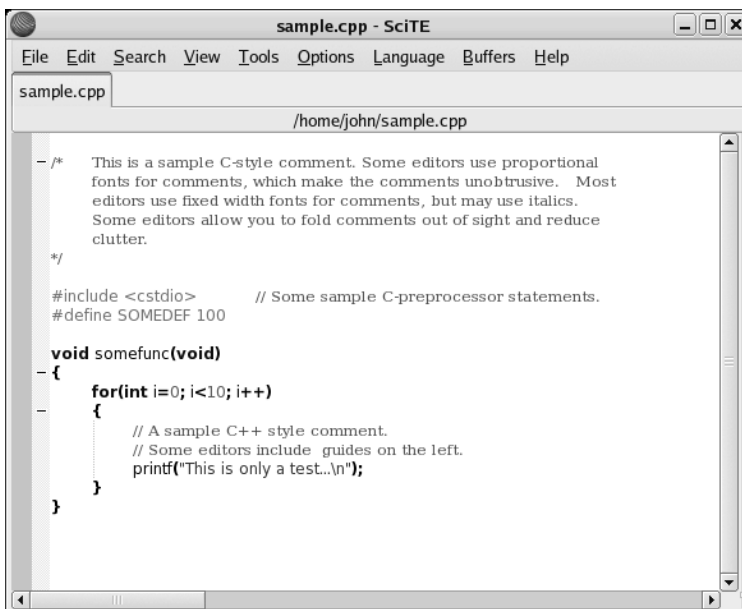 sample.cpp - SciTE
File Edit Search View Tools Options Language Buffers Help
sample.cpp
/home/john/sample.cpp
/* This is a sample C-style comment. Some editors use proportional
fonts for comments, which make the comments unobtrusive. Most
editors use fixed width fonts for comments, but may use italics.
Some editors allow you to fold comments out of sight and reduce
clutter.
*/
#include <cstdio> // Some sample C-preprocessor statements.
#define SOMEDEF 100
void somefunc(void)
{
for(int i=0; i<10; i++)
{
// A sample C++ style comment.
// Some editors include guides on the left.
printf("This is only a test...\n");
}
}